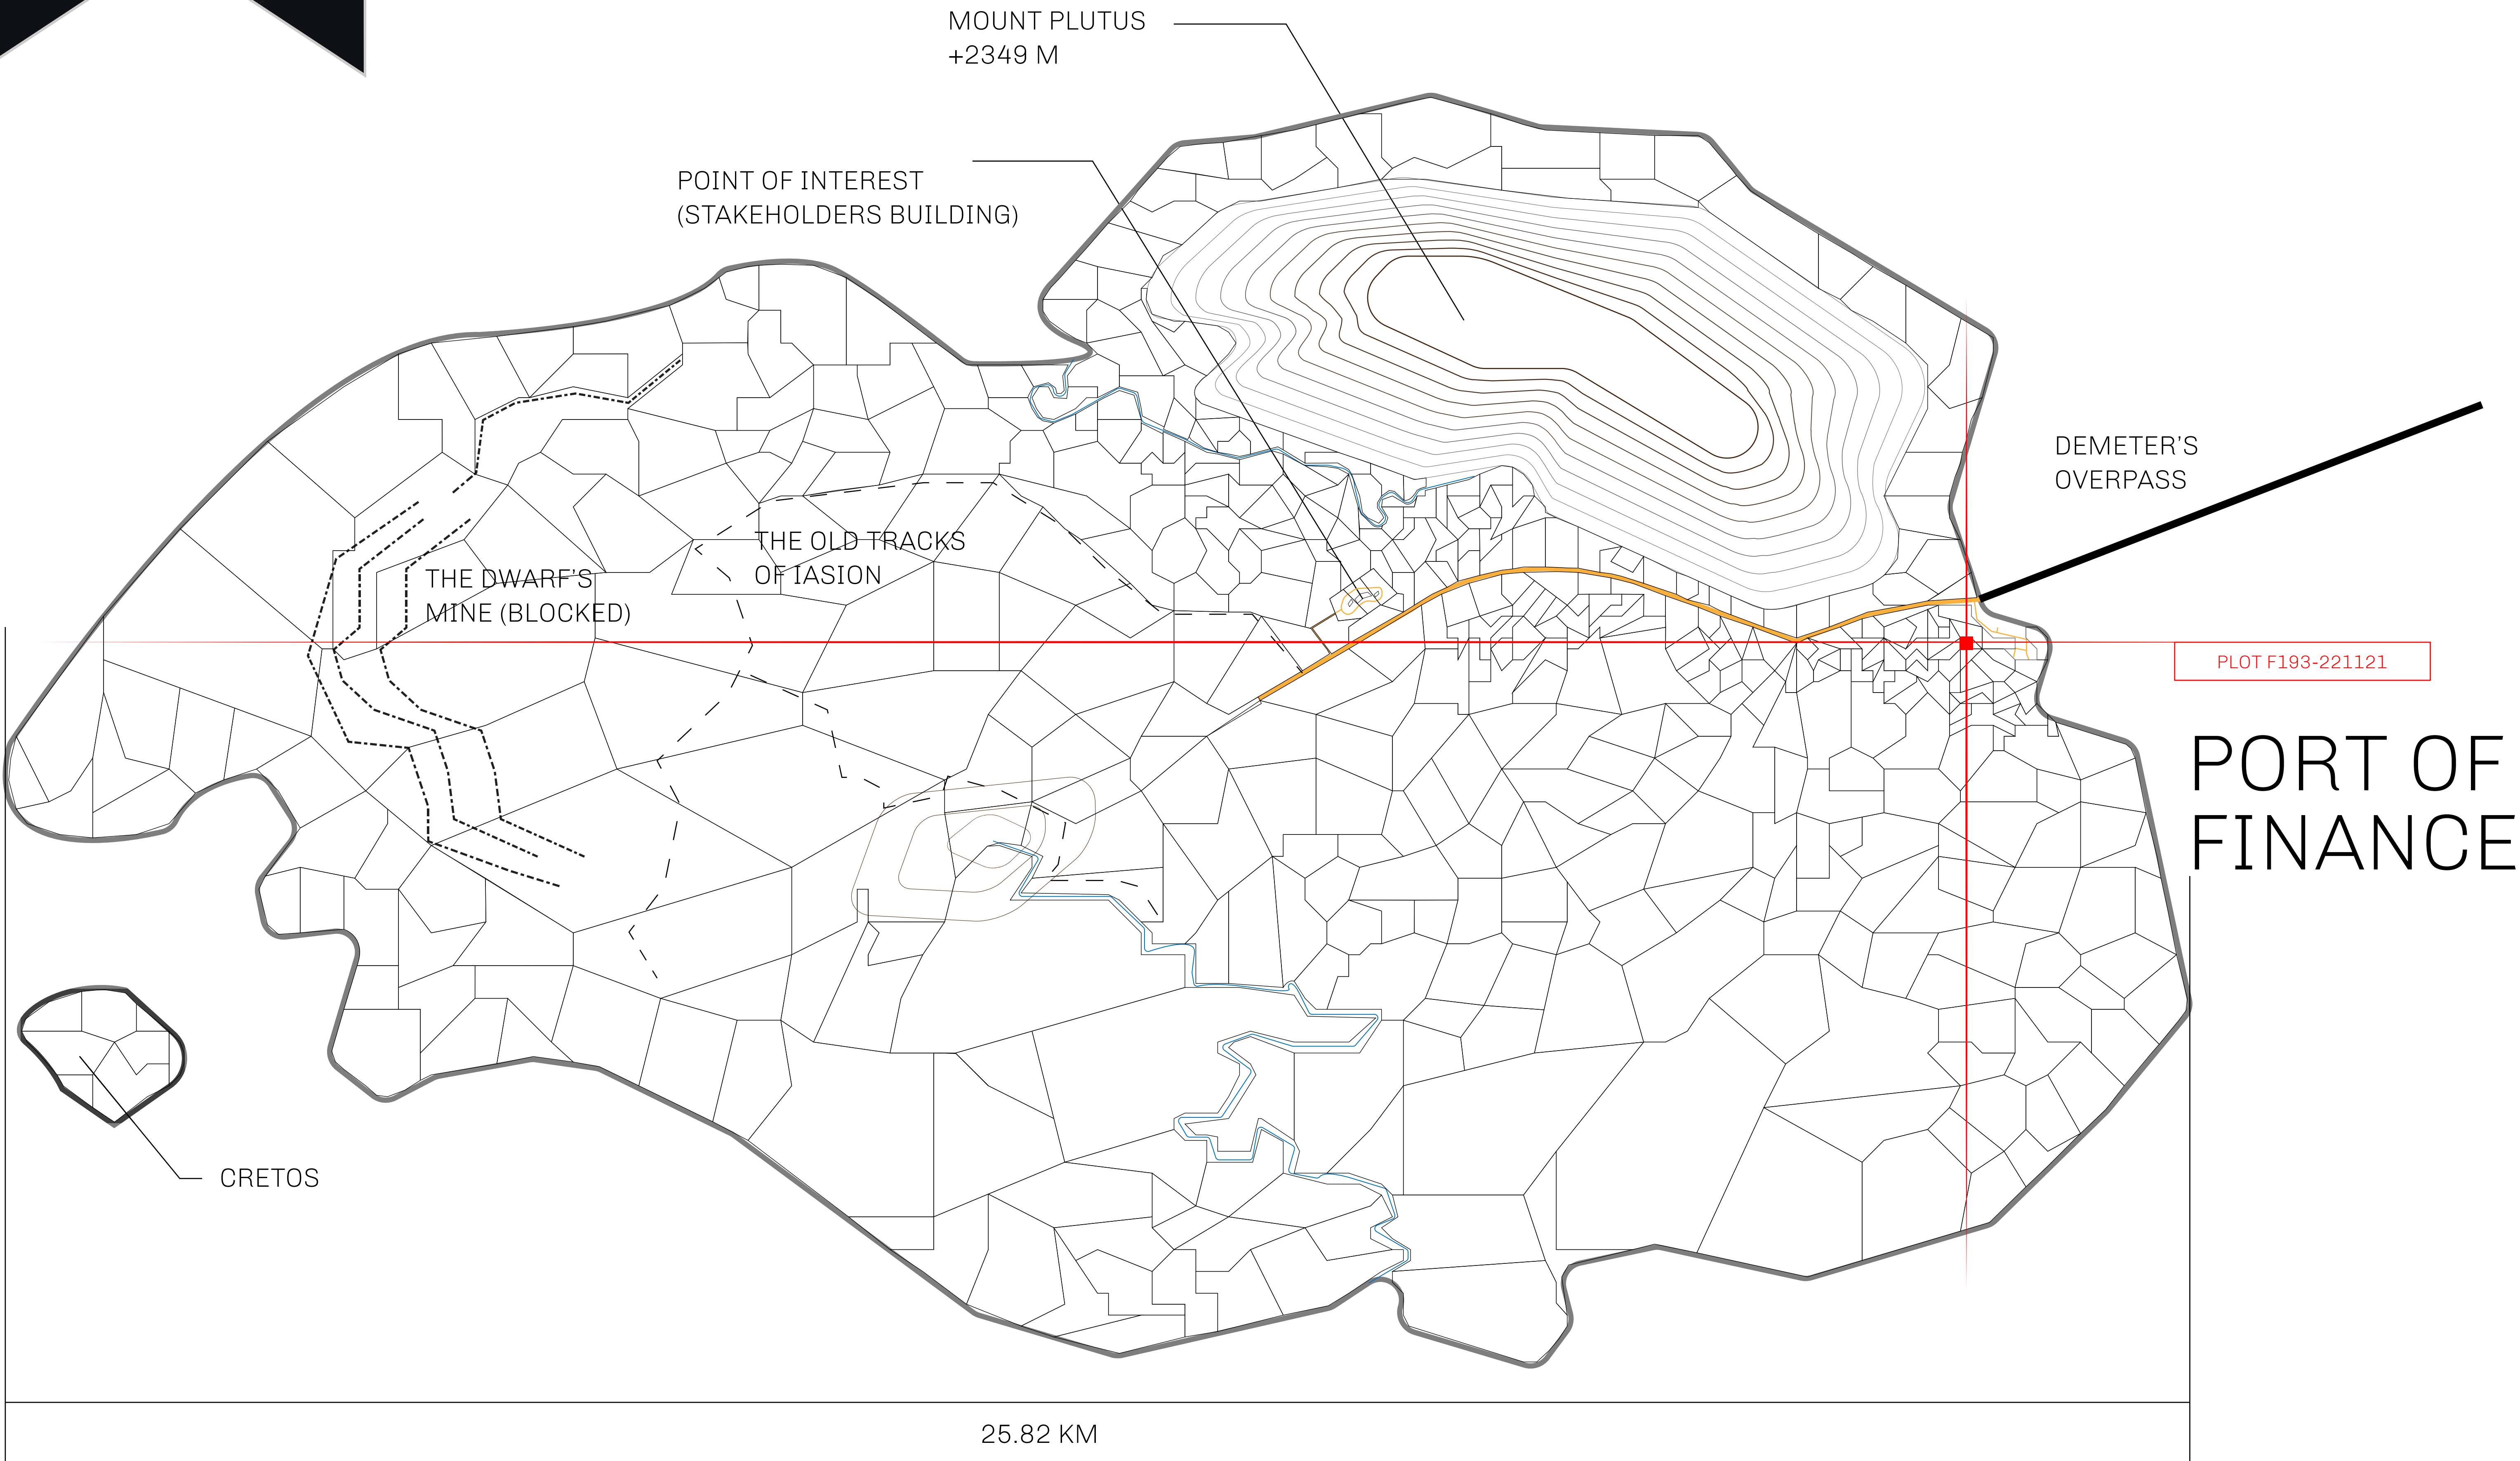 MOUNT PLUTUS
+2349 M
POINT OF INTEREST
(STAKEHOLDERS BUILDING)
DEMETER'S
OVERPASS
THE OLD TRACKS
OF IASION
THE DWARF'S
MINE (BLOCKED)
PLOT F193-221121
PORT OF
FINANCE
CRETOS
25.82 KM